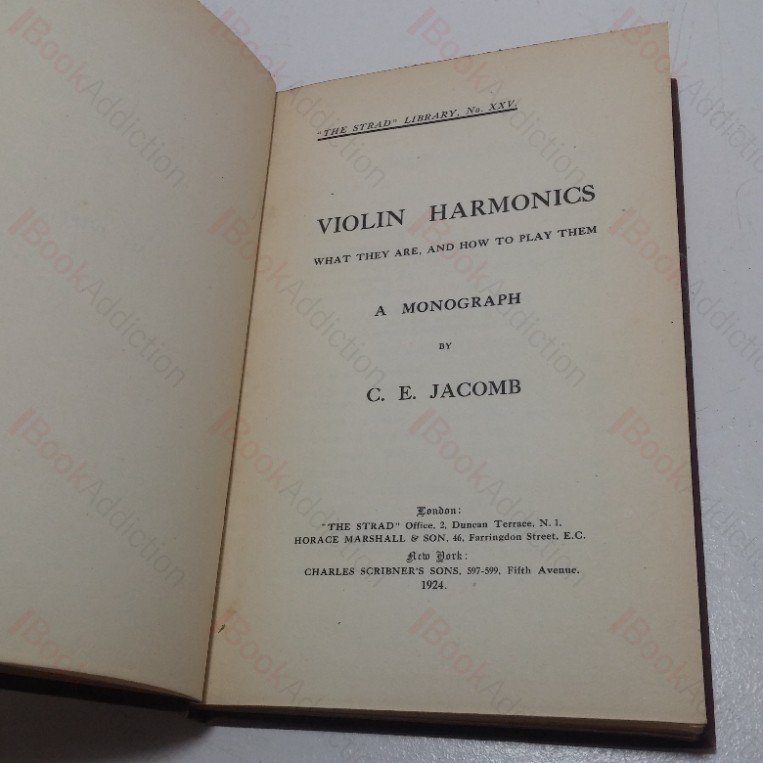 "THE STRAD" LIBRARY, No. XXV.
VIOLIN HARMONICS
WHAT THEY ARE, AND HOW TO PLAY THEM
A MONOGRAPH
BY
C. E. JACOMB
London:
"THE STRAD" Office, 2, Duncan Terrace, N. 1.
HORACE MARSHALL & SON, 46, Farringdon Street, E.C.
New York:
CHARLES SCRIBNER'S SONS, 597-599, Fifth Avenue.
1924.
BookAddiction